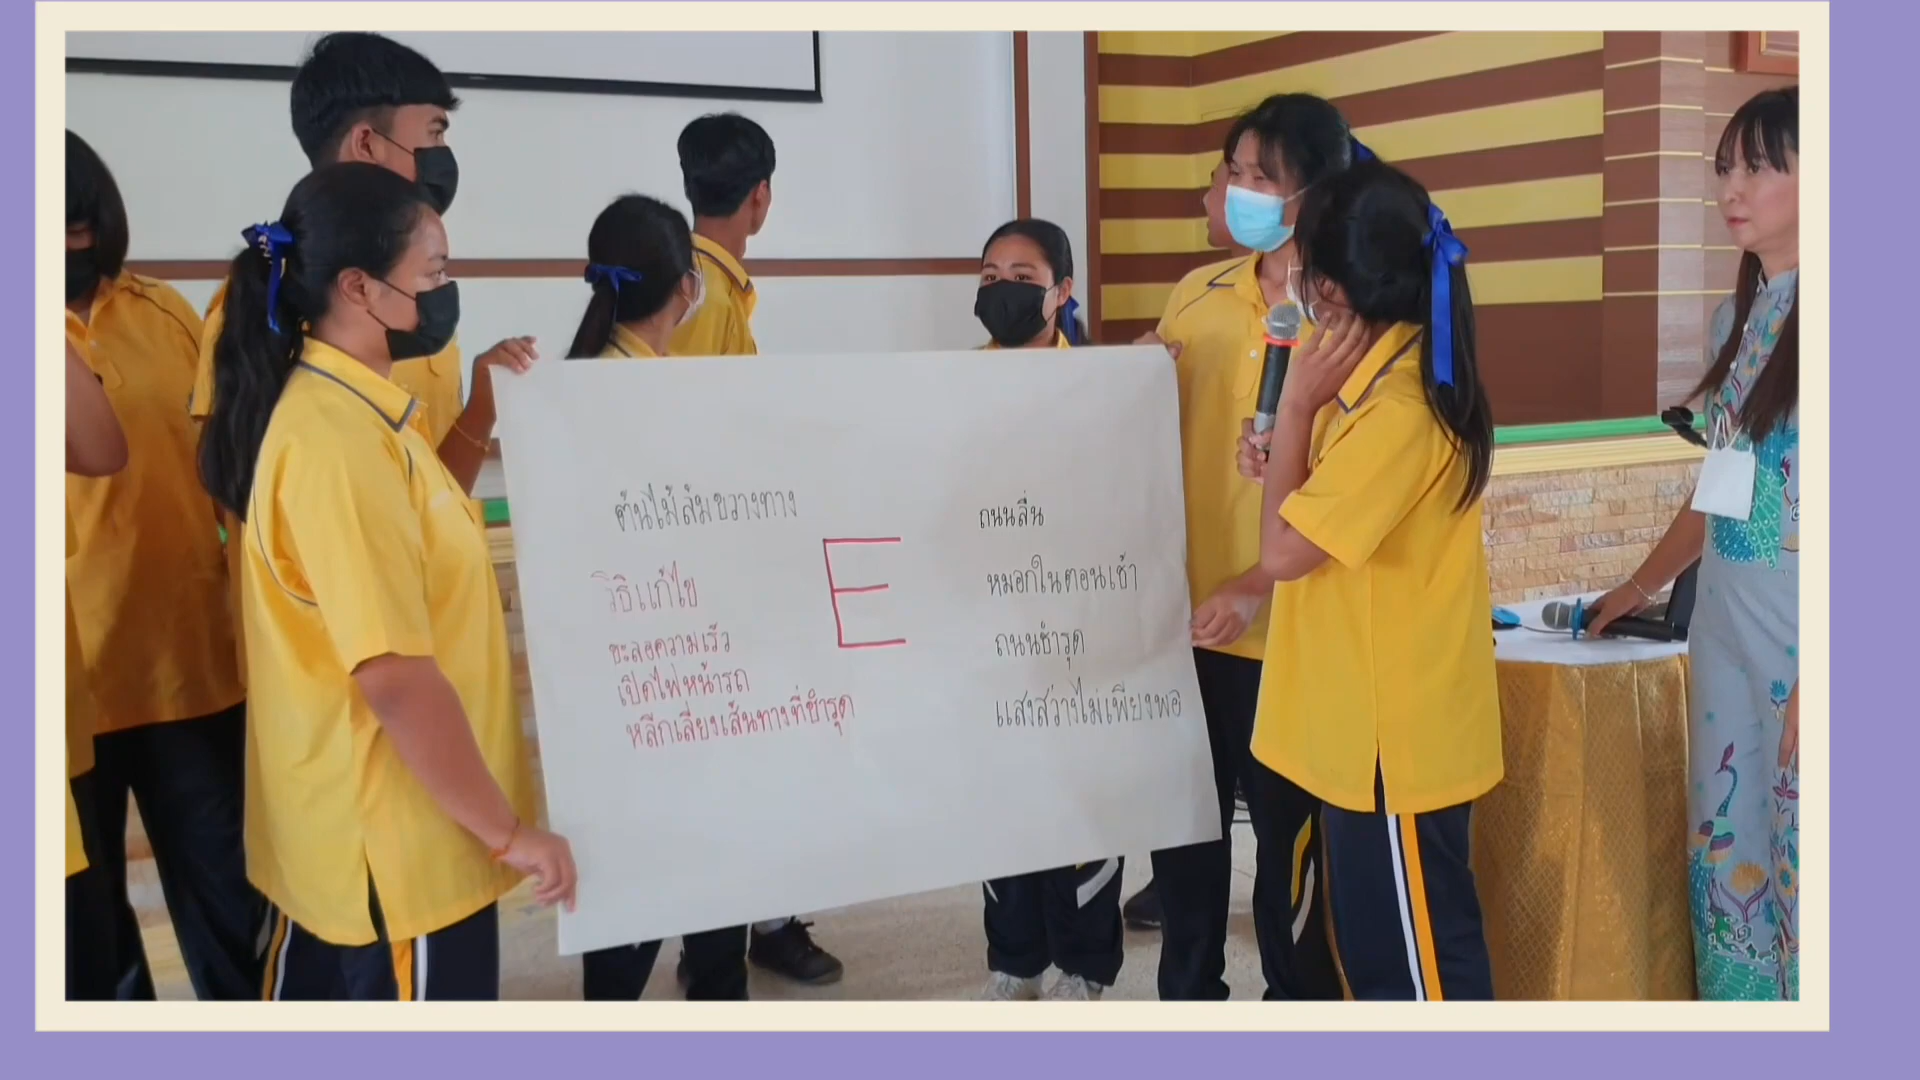 ต้นไม้ล้มขวางทาง
วิธีแก้ไข
ชะลอความเร็ว
เปิดไฟหน้ารถ
หลีกเลี่ยงเส้นทางที่ชำรุด
E
ถนนลื่น
หมอกในตอนเช้า
ถนนชำรุด
แสงสว่างไม่เพียงพอ